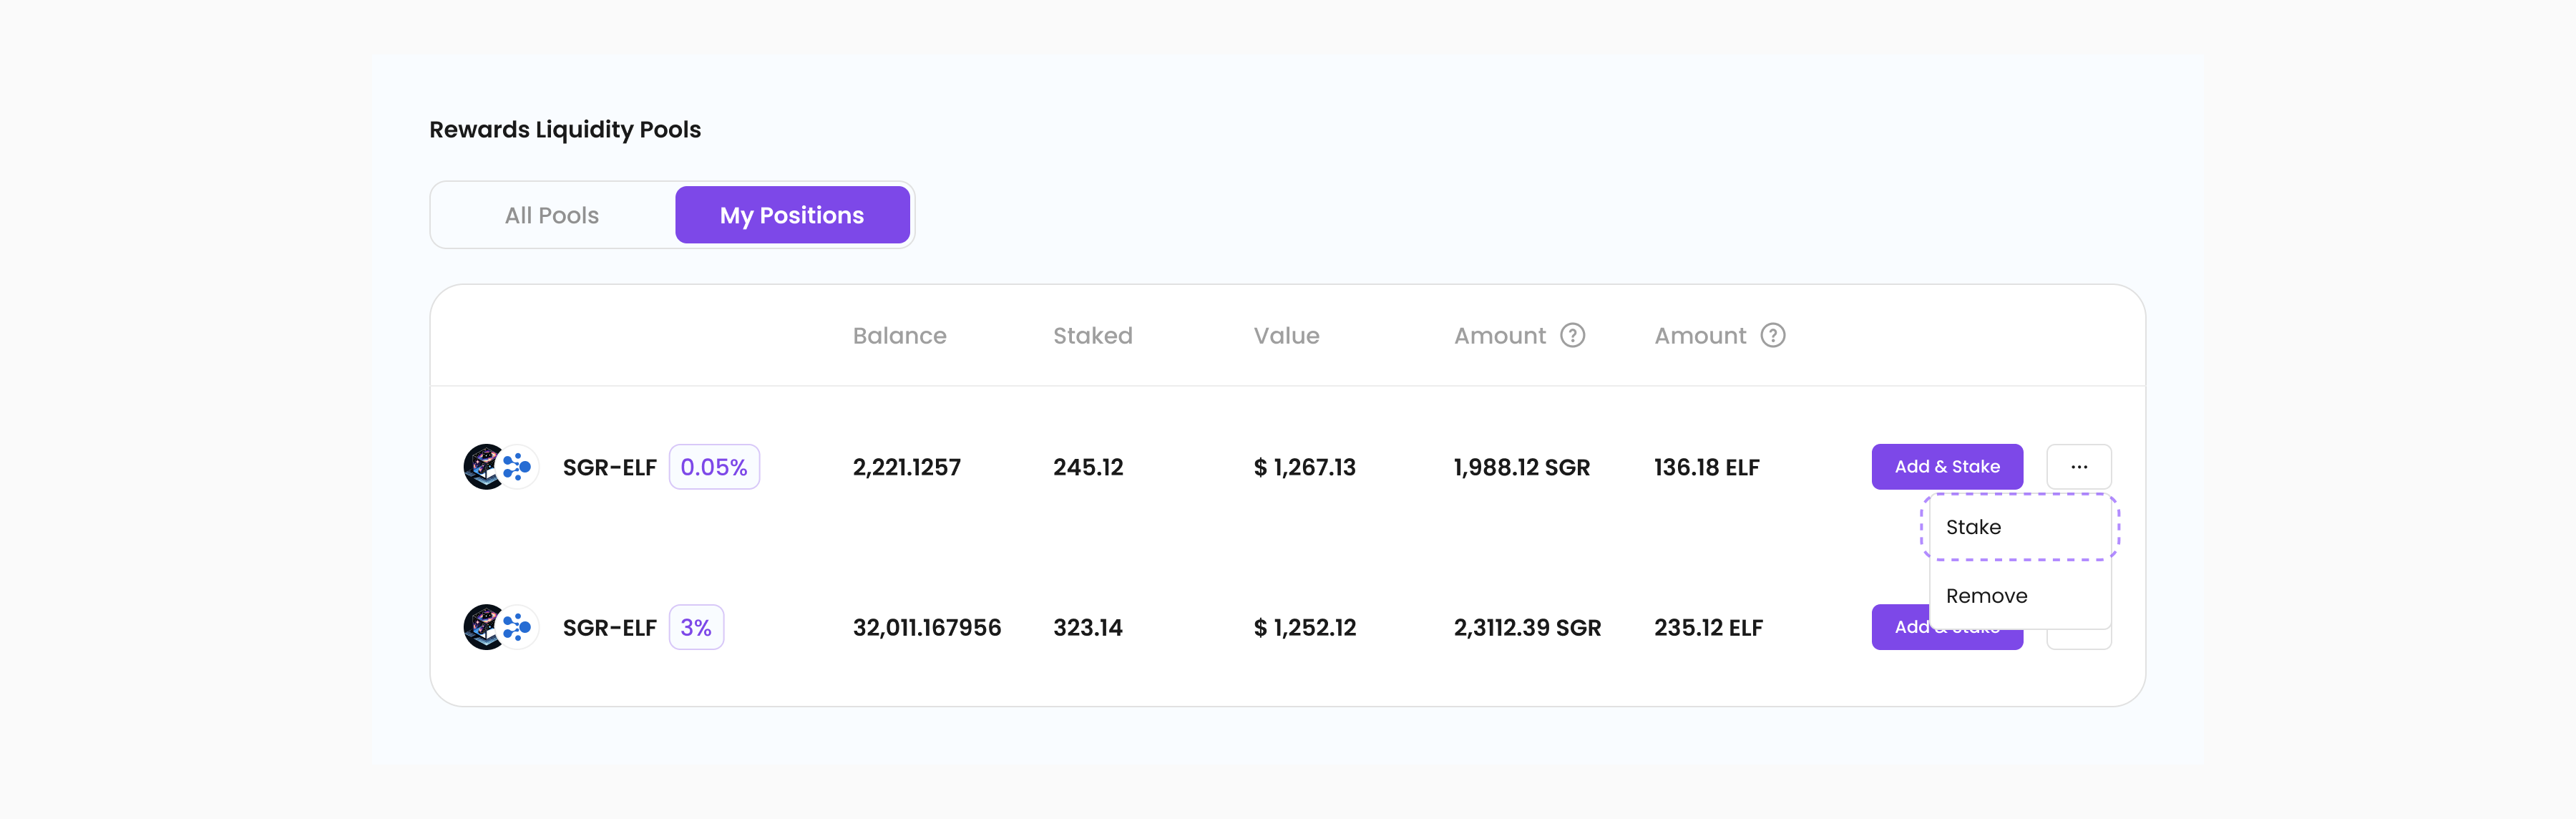 Rewards Liquidity Pools
All Pools My Positions
Balance Staked Value Amount ? Amount ?
SGR-ELF 0.05% 2,221.1257 245.12 $ 1,267.13 1,988.12 SGR 136.18 ELF Add & Stake ...
Stake
Remove
SGR-ELF 3% 32,011.167956 323.14 $ 1,252.12 2,3112.39 SGR 235.12 ELF Add & Stake